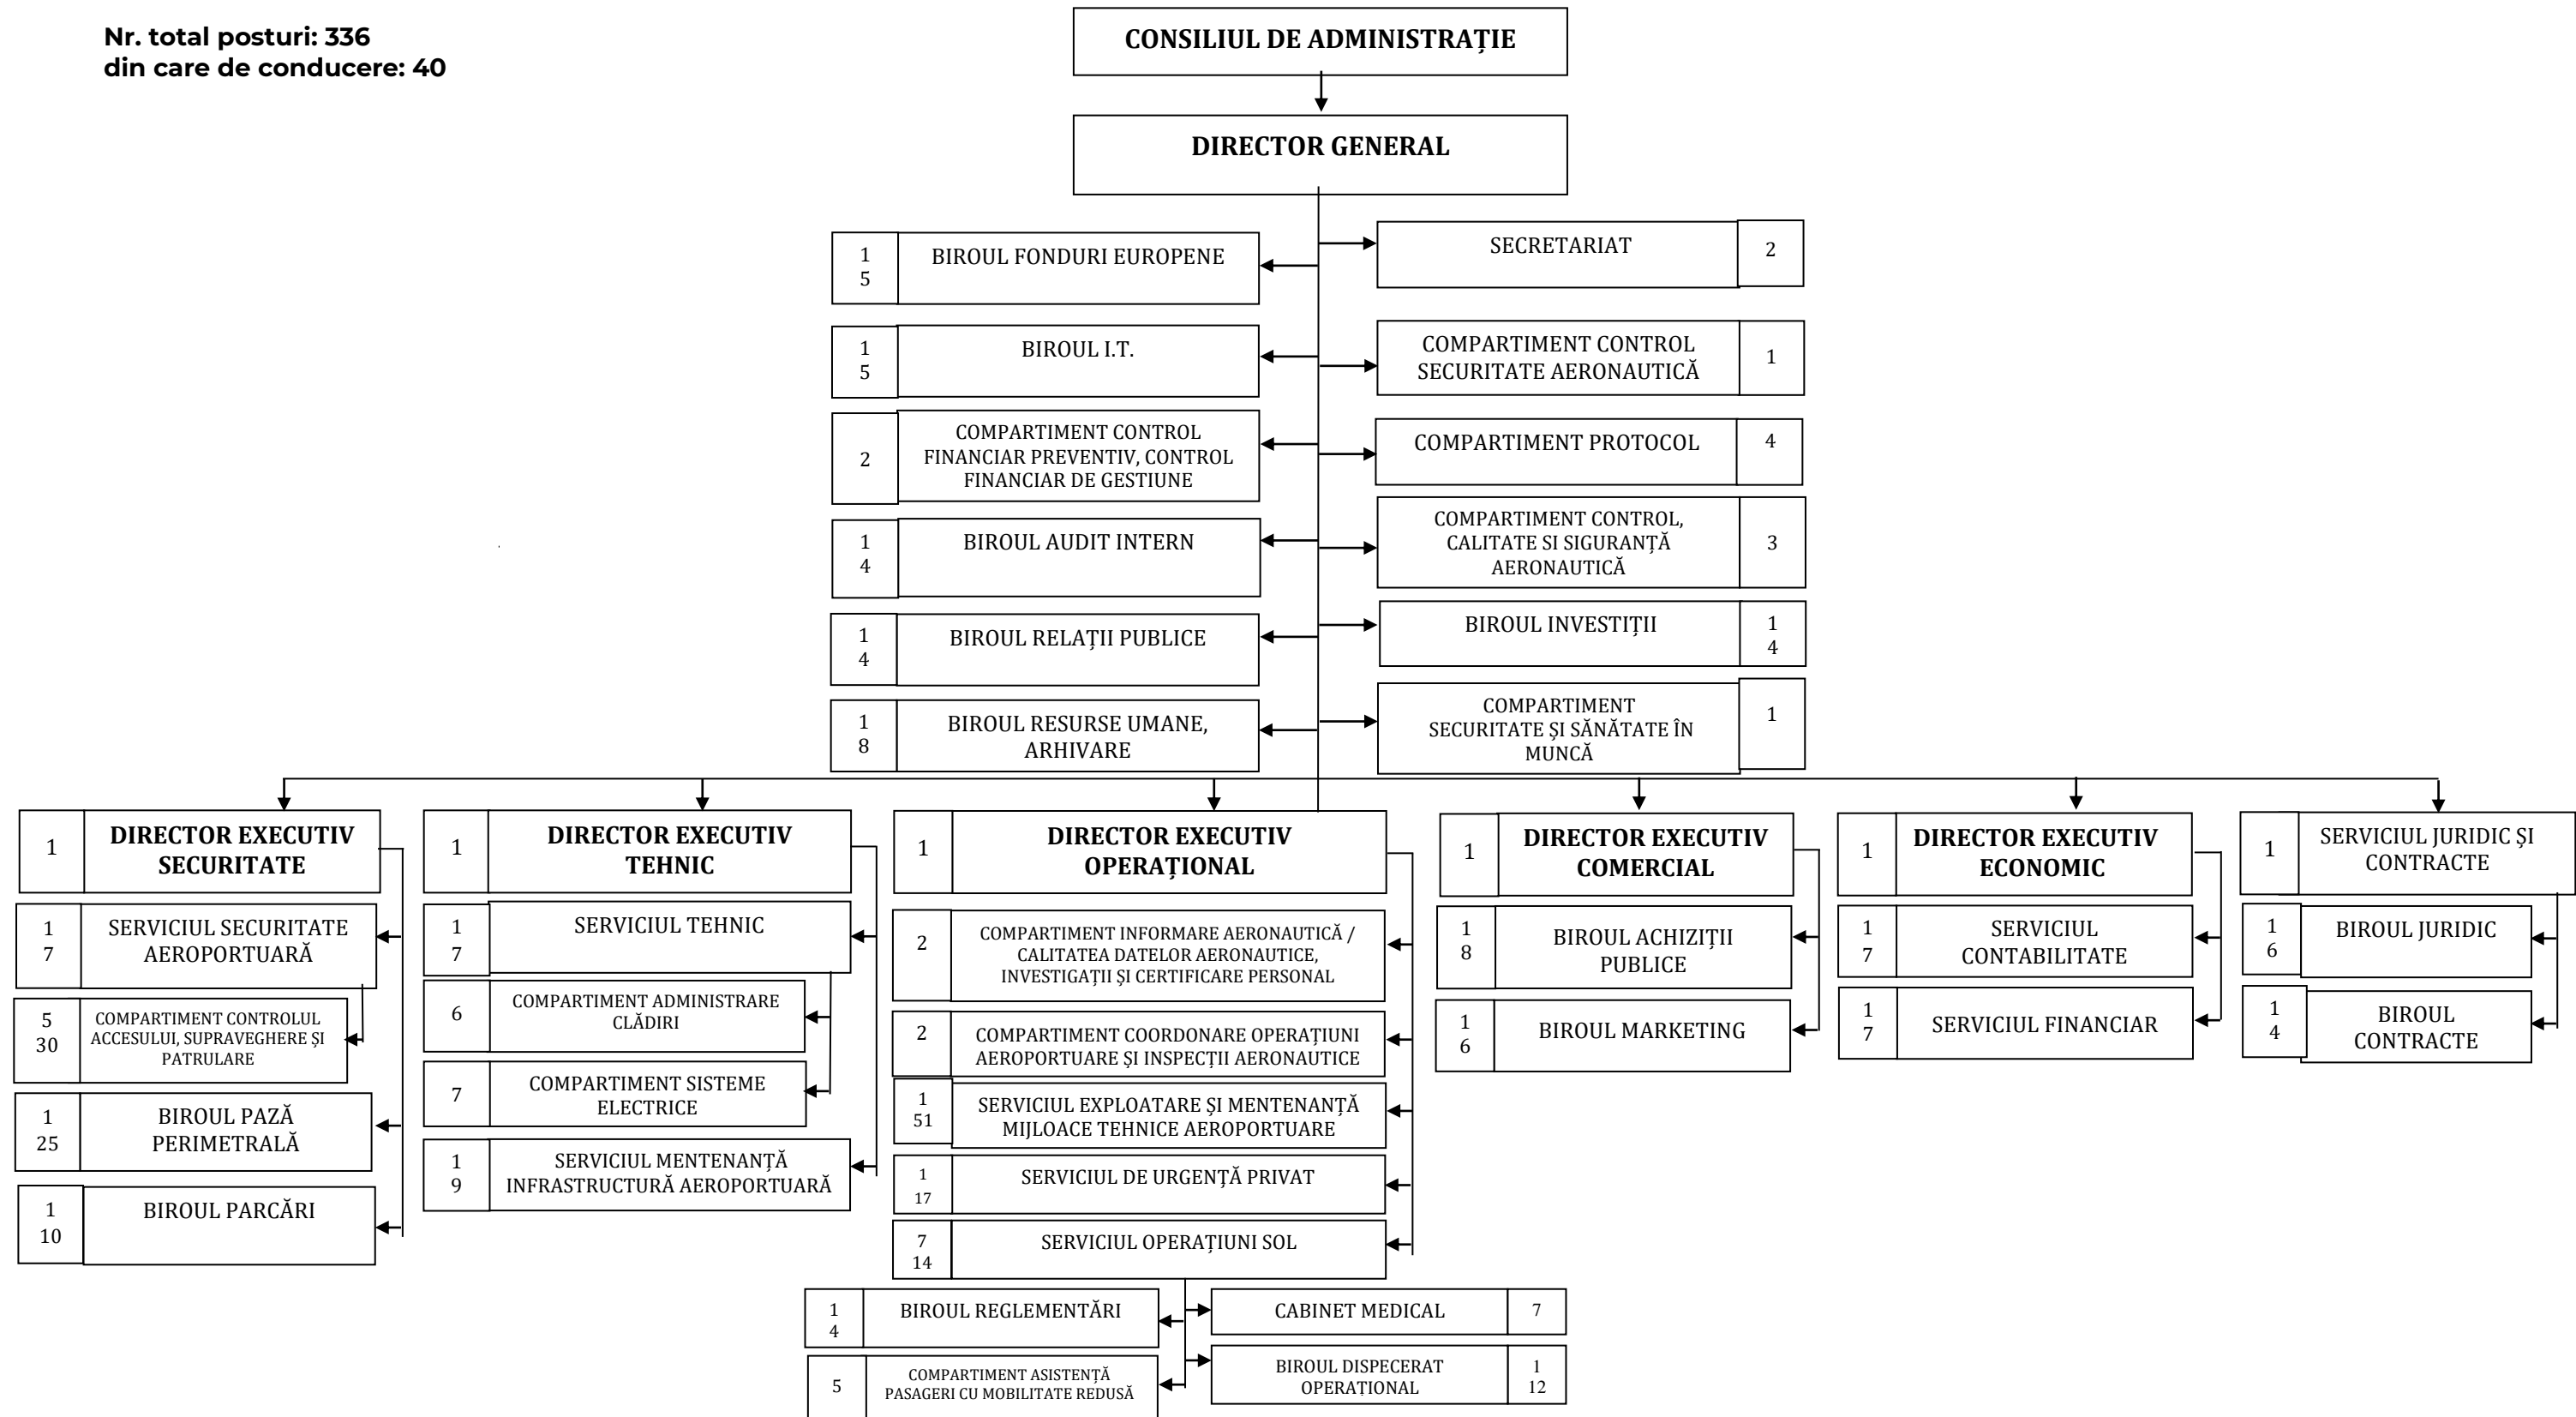 Nr. total posturi: 336
din care de conducere: 40
CONSILIUL DE ADMINISTRAȚIE
DIRECTOR GENERAL
1
5
BIROUL FONDURI EUROPENE
SECRETARIAT
2
1
5
BIROUL I.T.
COMPARTIMENT CONTROL
SECURITATE AERONAUTICĂ
1
2
COMPARTIMENT CONTROL
FINANCIAR PREVENTIV, CONTROL
FINANCIAR DE GESTIUNE
COMPARTIMENT PROTOCOL
4
1
4
BIROUL AUDIT INTERN
COMPARTIMENT CONTROL,
CALITATE SI SIGURANȚĂ
AERONAUTICĂ
3
1
4
BIROUL RELAȚII PUBLICE
BIROUL INVESTIȚII
1
4
1
8
BIROUL RESURSE UMANE,
ARHIVARE
COMPARTIMENT
SECURITATE ȘI SĂNĂTATE ÎN
MUNCĂ
1
1
DIRECTOR EXECUTIV
SECURITATE
1
7
SERVICIUL SECURITATE
AEROPORTUARĂ
5
30
COMPARTIMENT CONTROLUL
ACCESULUI, SUPRAVEGHERE ȘI
PATRULARE
1
25
BIROUL PAZĂ
PERIMETRALĂ
1
10
BIROUL PARCĂRI
1
DIRECTOR EXECUTIV
TEHNIC
1
7
SERVICIUL TEHNIC
6
COMPARTIMENT ADMINISTRARE
CLĂDIRI
7
COMPARTIMENT SISTEME
ELECTRICE
1
9
SERVICIUL MENTENANȚĂ
INFRASTRUCTURĂ AEROPORTUARĂ
1
DIRECTOR EXECUTIV
OPERAȚIONAL
2
COMPARTIMENT INFORMARE AERONAUTICĂ /
CALITATEA DATELOR AERONAUTICE,
INVESTIGAȚII ȘI CERTIFICARE PERSONAL
2
COMPARTIMENT COORDONARE OPERAȚIUNI
AEROPORTUARE ȘI INSPECȚII AERONAUTICE
1
51
SERVICIUL EXPLOATARE ȘI MENTENANȚĂ
MIJLOACE TEHNICE AEROPORTUARE
1
17
SERVICIUL DE URGENȚĂ PRIVAT
7
14
SERVICIUL OPERAȚIUNI SOL
1
4
BIROUL REGLEMENTĂRI
CABINET MEDICAL
7
5
COMPARTIMENT ASISTENȚĂ
PASAGERI CU MOBILITATE REDUSĂ
BIROUL DISPECERAT
OPERAȚIONAL
1
12
1
DIRECTOR EXECUTIV
COMERCIAL
1
8
BIROUL ACHIZIȚII
PUBLICE
1
6
BIROUL MARKETING
1
DIRECTOR EXECUTIV
ECONOMIC
1
7
SERVICIUL
CONTABILITATE
1
7
SERVICIUL FINANCIAR
1
SERVICIUL JURIDIC ȘI
CONTRACTE
1
6
BIROUL JURIDIC
1
4
BIROUL
CONTRACTE